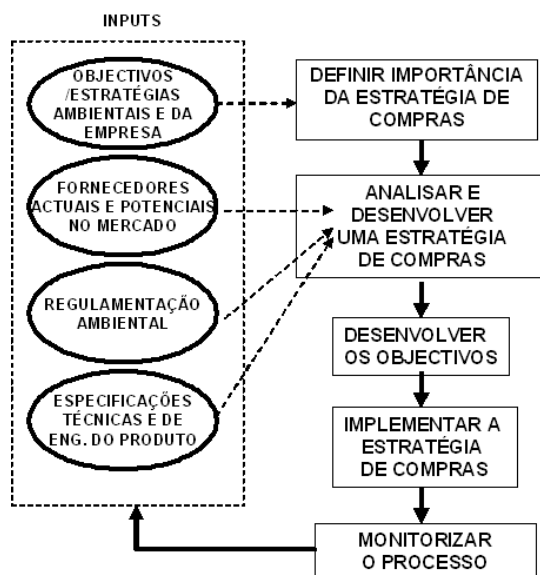 INPUTS
OBJECTIVOS
/ESTRATÉGIAS
AMBIENTAIS E DA
EMPRESA
FORNECEDORES
ACTUAIS E POTENCIAIS
NO MERCADO
REGULAMENTAÇÃO
AMBIENTAL
ESPECIFICAÇÕES
TÉCNICAS E DE
ENG. DO PRODUTO
DEFINIR IMPORTÂNCIA
DA ESTRATÉGIA DE
COMPRAS
ANALISAR E
DESENVOLVER
UMA ESTRATÉGIA
DE COMPRAS
DESENVOLVER
OS OBJECTIVOS
IMPLEMENTAR A
ESTRATÉGIA
DE COMPRAS
MONITORIZAR
O PROCESSO